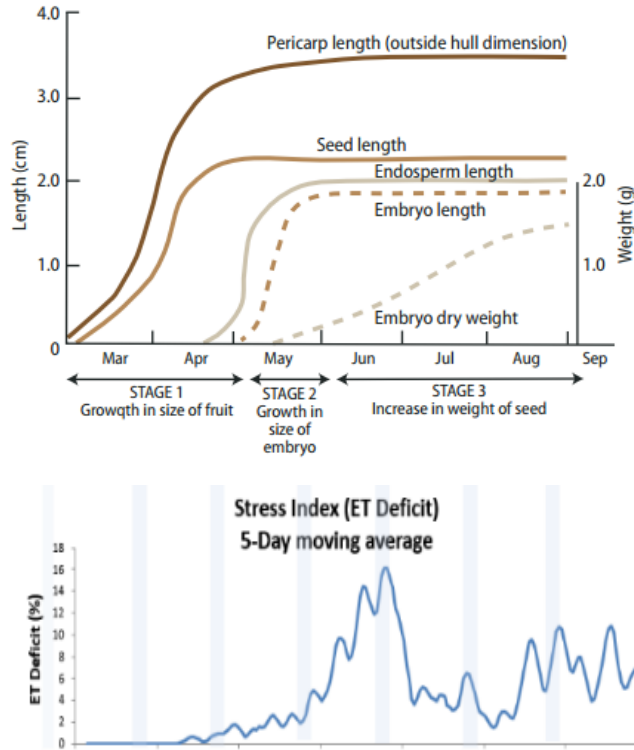 4.0
Pericarp length (outside hull dimension)
3.0
Seed length
Length (cm)
2.0
Endosperm length
2.0
Embryo length
Weight (g)
1.0
1.0
Embryo dry weight
0
Mar Apr May Jun Jul Aug Sep
STAGE 1
Growqth in size of fruit
STAGE 2
Growth in
size of
embryo
STAGE 3
Increase in weight of seed
Stress Index (ET Deficit)
5-Day moving average
ET Deficit (%)
18
16
14
12
10
8
6
4
2
0